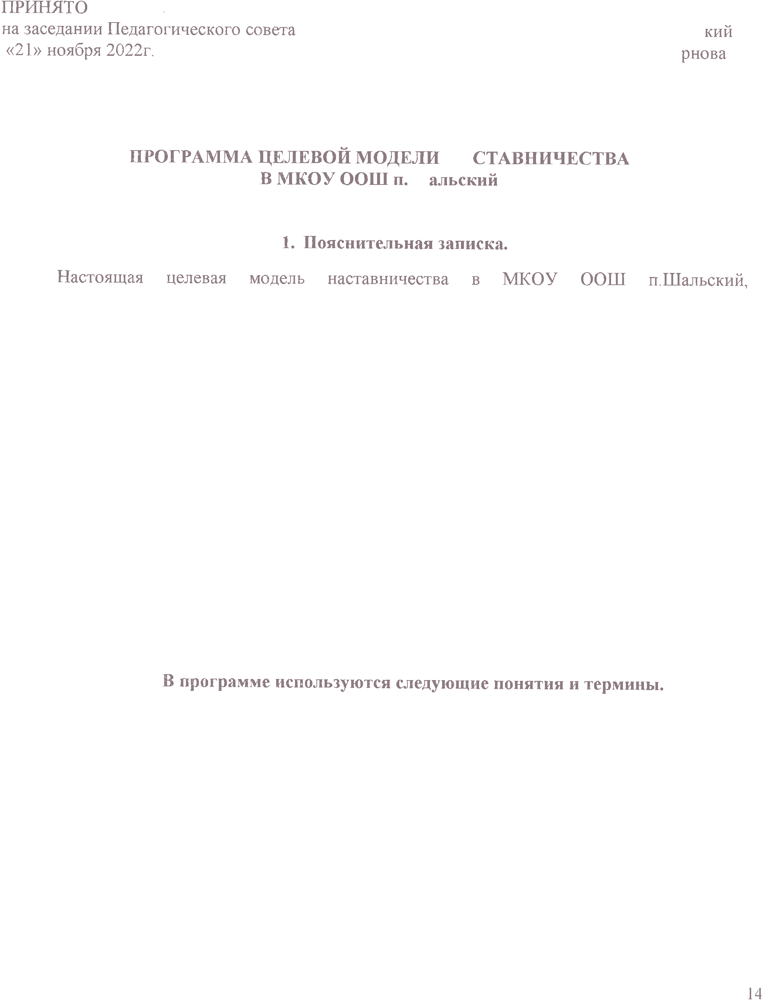 ПРИНЯТО
на заседании Педагогического совета
«21» ноября 2022г.
кий
рнова
ПРОГРАММА ЦЕЛЕВОЙ МОДЕЛИ СТАВНИЧЕСТВА
В МКОУ ООШ п. альский
1. Пояснительная записка.
Настоящая целевая модель наставничества в МКОУ ООШ п.Шальский,
В программе используются следующие понятия и термины.
14